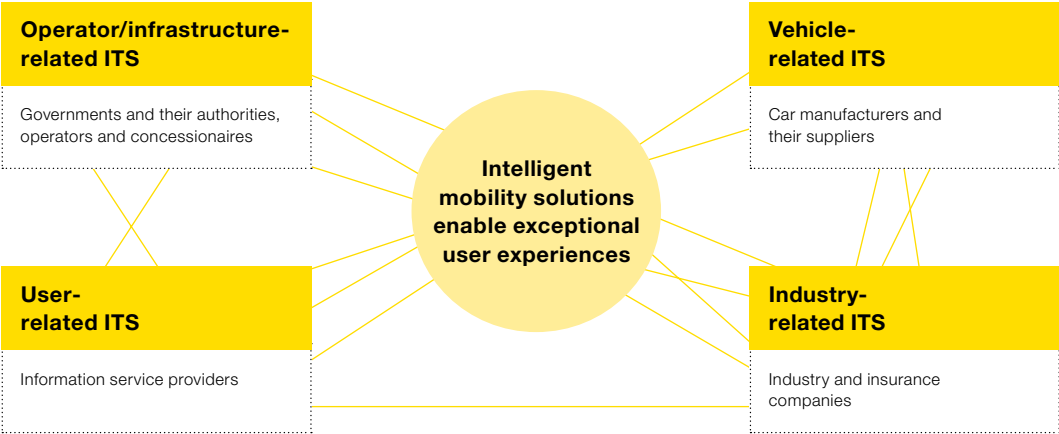 Operator/infrastructure-
related ITS
Governments and their authorities,
operators and concessionaires
Vehicle-
related ITS
Car manufacturers and
their suppliers
Intelligent
mobility solutions
enable exceptional
user experiences
User-
related ITS
Information service providers
Industry-
related ITS
Industry and insurance
companies